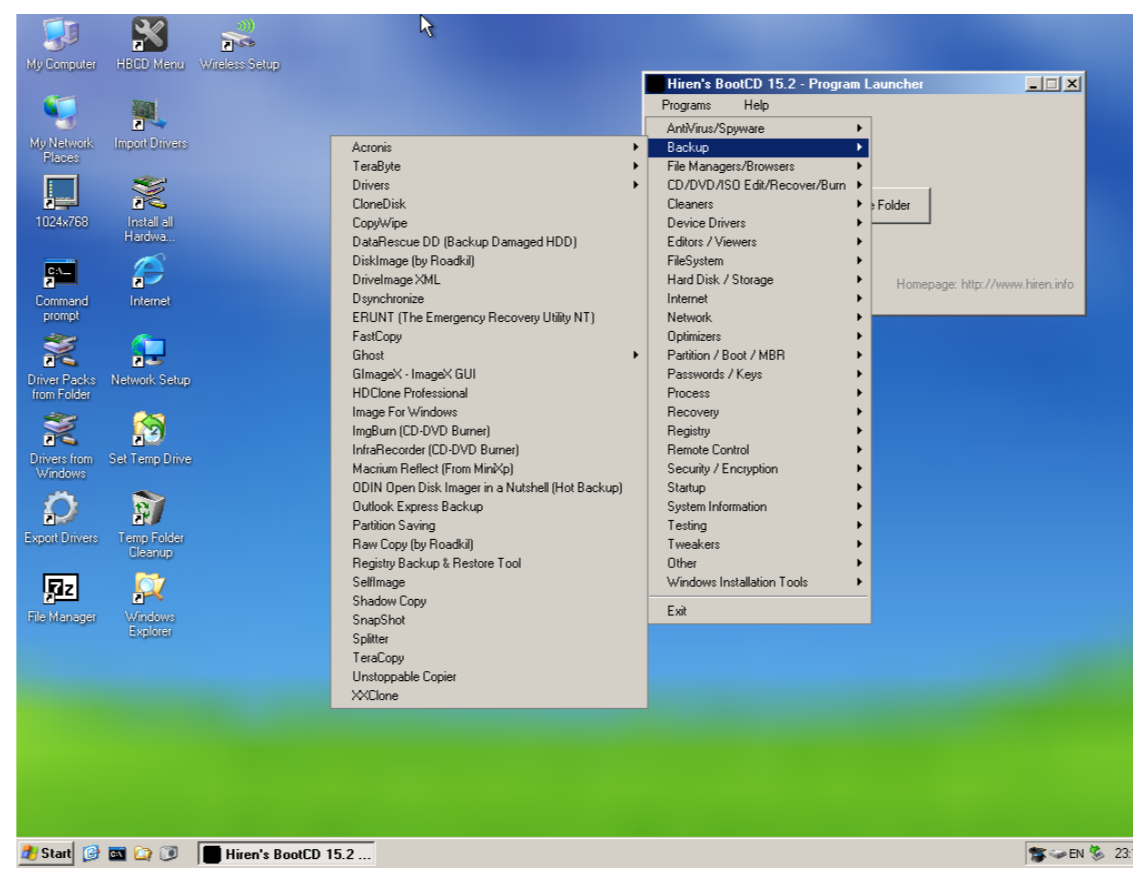 My Computer
HBCD Menu
Wireless Setup
My Network
Places
Import Drivers
1024x768
Install all
Hardwa...
C:\_
Command
prompt
Internet
Driver Packs
from Folder
Network Setup
Drivers from
Windows
Set Temp Drive
Export Drivers
Temp Folder
Cleanup
7z
File Manager
Windows
Explorer
Hiren's BootCD 15.2 - Program Launcher
Programs Help
AntiVirus/Spyware
Backup
File Managers/Browsers
CD/DVD/ISO Edit/Recover/Burn
Cleaners
Device Drivers
Editors / Viewers
FileSystem
Hard Disk / Storage
Internet
Network
Optimizers
Partition / Boot / MBR
Passwords / Keys
Process
Recovery
Registry
Remote Control
Security / Encryption
Startup
System Information
Testing
Tweakers
Other
Windows Installation Tools
Exit
Folder
Homepage: http://www.hiren.info
Acronis
TeraByte
Drivers
CloneDisk
CopyWipe
DataRescue DD (Backup Damaged HDD)
DiskImage (by Roadkil)
DriveImage XML
Dsynchronize
ERUNT (The Emergency Recovery Utility NT)
FastCopy
Ghost
GImageX - ImageX GUI
HDClone Professional
Image For Windows
ImgBurn (CD-DVD Burner)
InfraRecorder (CD-DVD Burner)
Macrium Reflect (From MiniXp)
ODIN Open Disk Imager in a Nutshell (Hot Backup)
Outlook Express Backup
Partition Saving
Raw Copy (by Roadkil)
Registry Backup & Restore Tool
SelfImage
Shadow Copy
SnapShot
Splitter
TeraCopy
Unstoppable Copier
XXClone
Start
Hiren's BootCD 15.2 ...
EN
23: